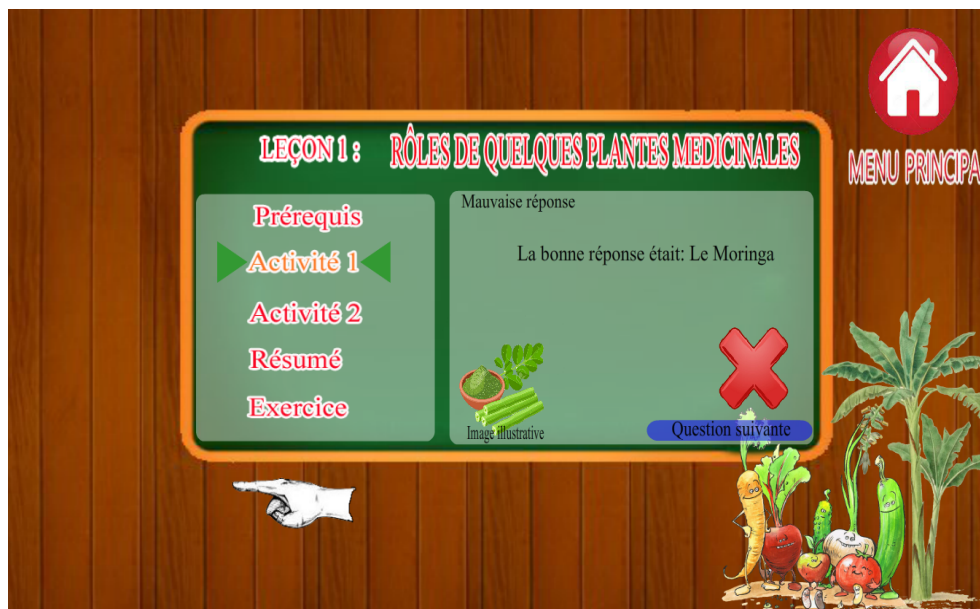 LEÇON 1 : RÔLES DE QUELQUES PLANTES MEDICINALES
MENU PRINCIPA
Prérequis
Activité 1
Activité 2
Résumé
Exercice
Mauvaise réponse
La bonne réponse était: Le Moringa
Image illustrative
Question suivante